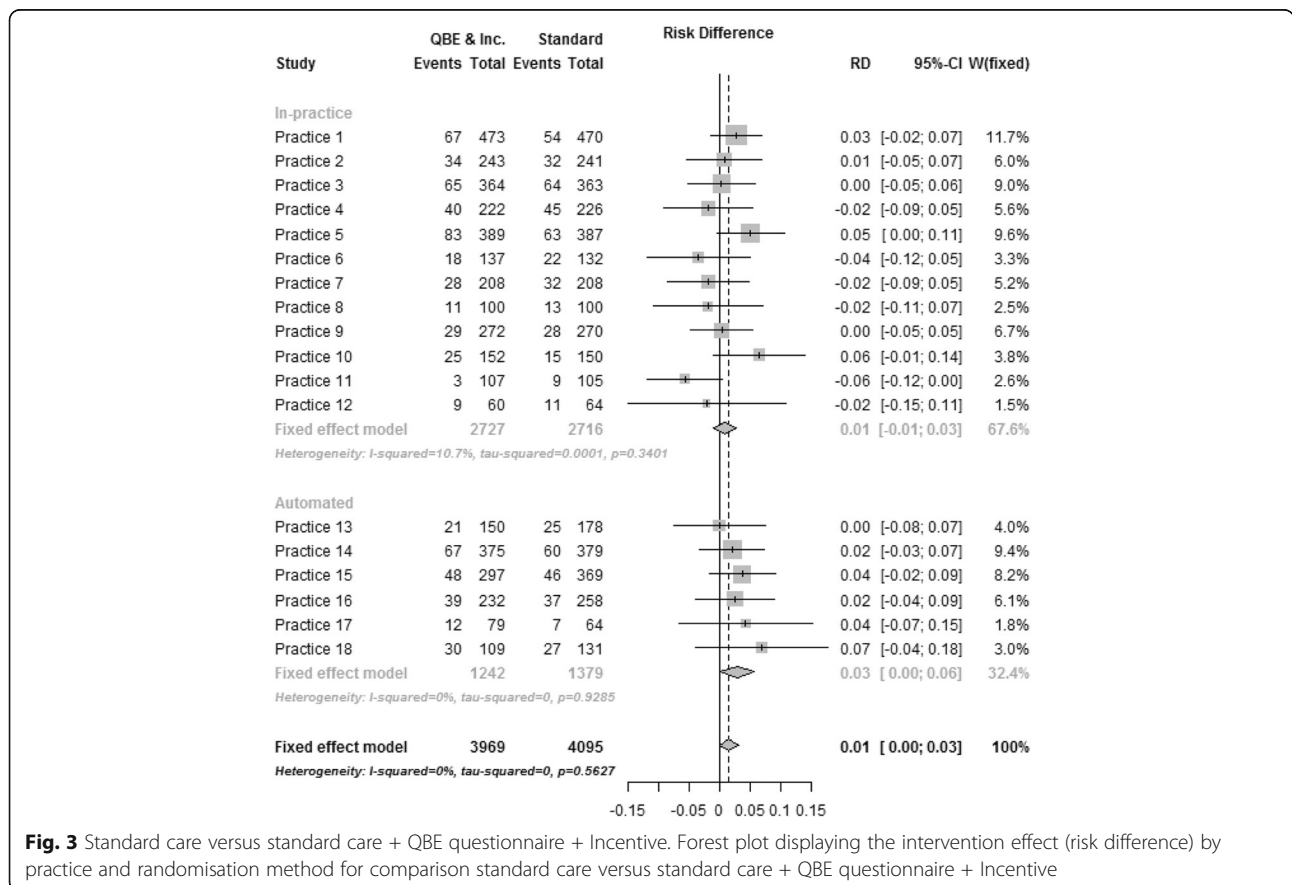 QBE & Inc. Standard Risk Difference
Study Events Total Events Total RD 95%-CI W(fixed)
In-practice
Practice 1 67 473 54 470 0.03 [-0.02; 0.07] 11.7%
Practice 2 34 243 32 241 0.01 [-0.05; 0.07] 6.0%
Practice 3 65 364 64 363 0.00 [-0.05; 0.06] 9.0%
Practice 4 40 222 45 226 -0.02 [-0.09; 0.05] 5.6%
Practice 5 83 389 63 387 0.05 [ 0.00; 0.11] 9.6%
Practice 6 18 137 22 132 -0.04 [-0.12; 0.05] 3.3%
Practice 7 28 208 32 208 -0.02 [-0.09; 0.05] 5.2%
Practice 8 11 100 13 100 -0.02 [-0.11; 0.07] 2.5%
Practice 9 29 272 28 270 0.00 [-0.05; 0.05] 6.7%
Practice 10 25 152 15 150 0.06 [-0.01; 0.14] 3.8%
Practice 11 3 107 9 105 -0.06 [-0.12; 0.00] 2.6%
Practice 12 9 60 11 64 -0.02 [-0.15; 0.11] 1.5%
Fixed effect model 2727 2716 0.01 [-0.01; 0.03] 67.6%
Heterogeneity: I-squared=10.7%, tau-squared=0.0001, p=0.3401
Automated
Practice 13 21 150 25 178 0.00 [-0.08; 0.07] 4.0%
Practice 14 67 375 60 379 0.02 [-0.03; 0.07] 9.4%
Practice 15 48 297 46 369 0.04 [-0.02; 0.09] 8.2%
Practice 16 39 232 37 258 0.02 [-0.04; 0.09] 6.1%
Practice 17 12 79 7 64 0.04 [-0.07; 0.15] 1.8%
Practice 18 30 109 27 131 0.07 [-0.04; 0.18] 3.0%
Fixed effect model 1242 1379 0.03 [ 0.00; 0.06] 32.4%
Heterogeneity: I-squared=0%, tau-squared=0, p=0.9285
Fixed effect model 3969 4095 0.01 [ 0.00; 0.03] 100%
Heterogeneity: I-squared=0%, tau-squared=0, p=0.5627
-0.15 -0.05 0 0.05 0.1 0.15
Fig. 3 Standard care versus standard care + QBE questionnaire + Incentive. Forest plot displaying the intervention effect (risk difference) by
practice and randomisation method for comparison standard care versus standard care + QBE questionnaire + Incentive